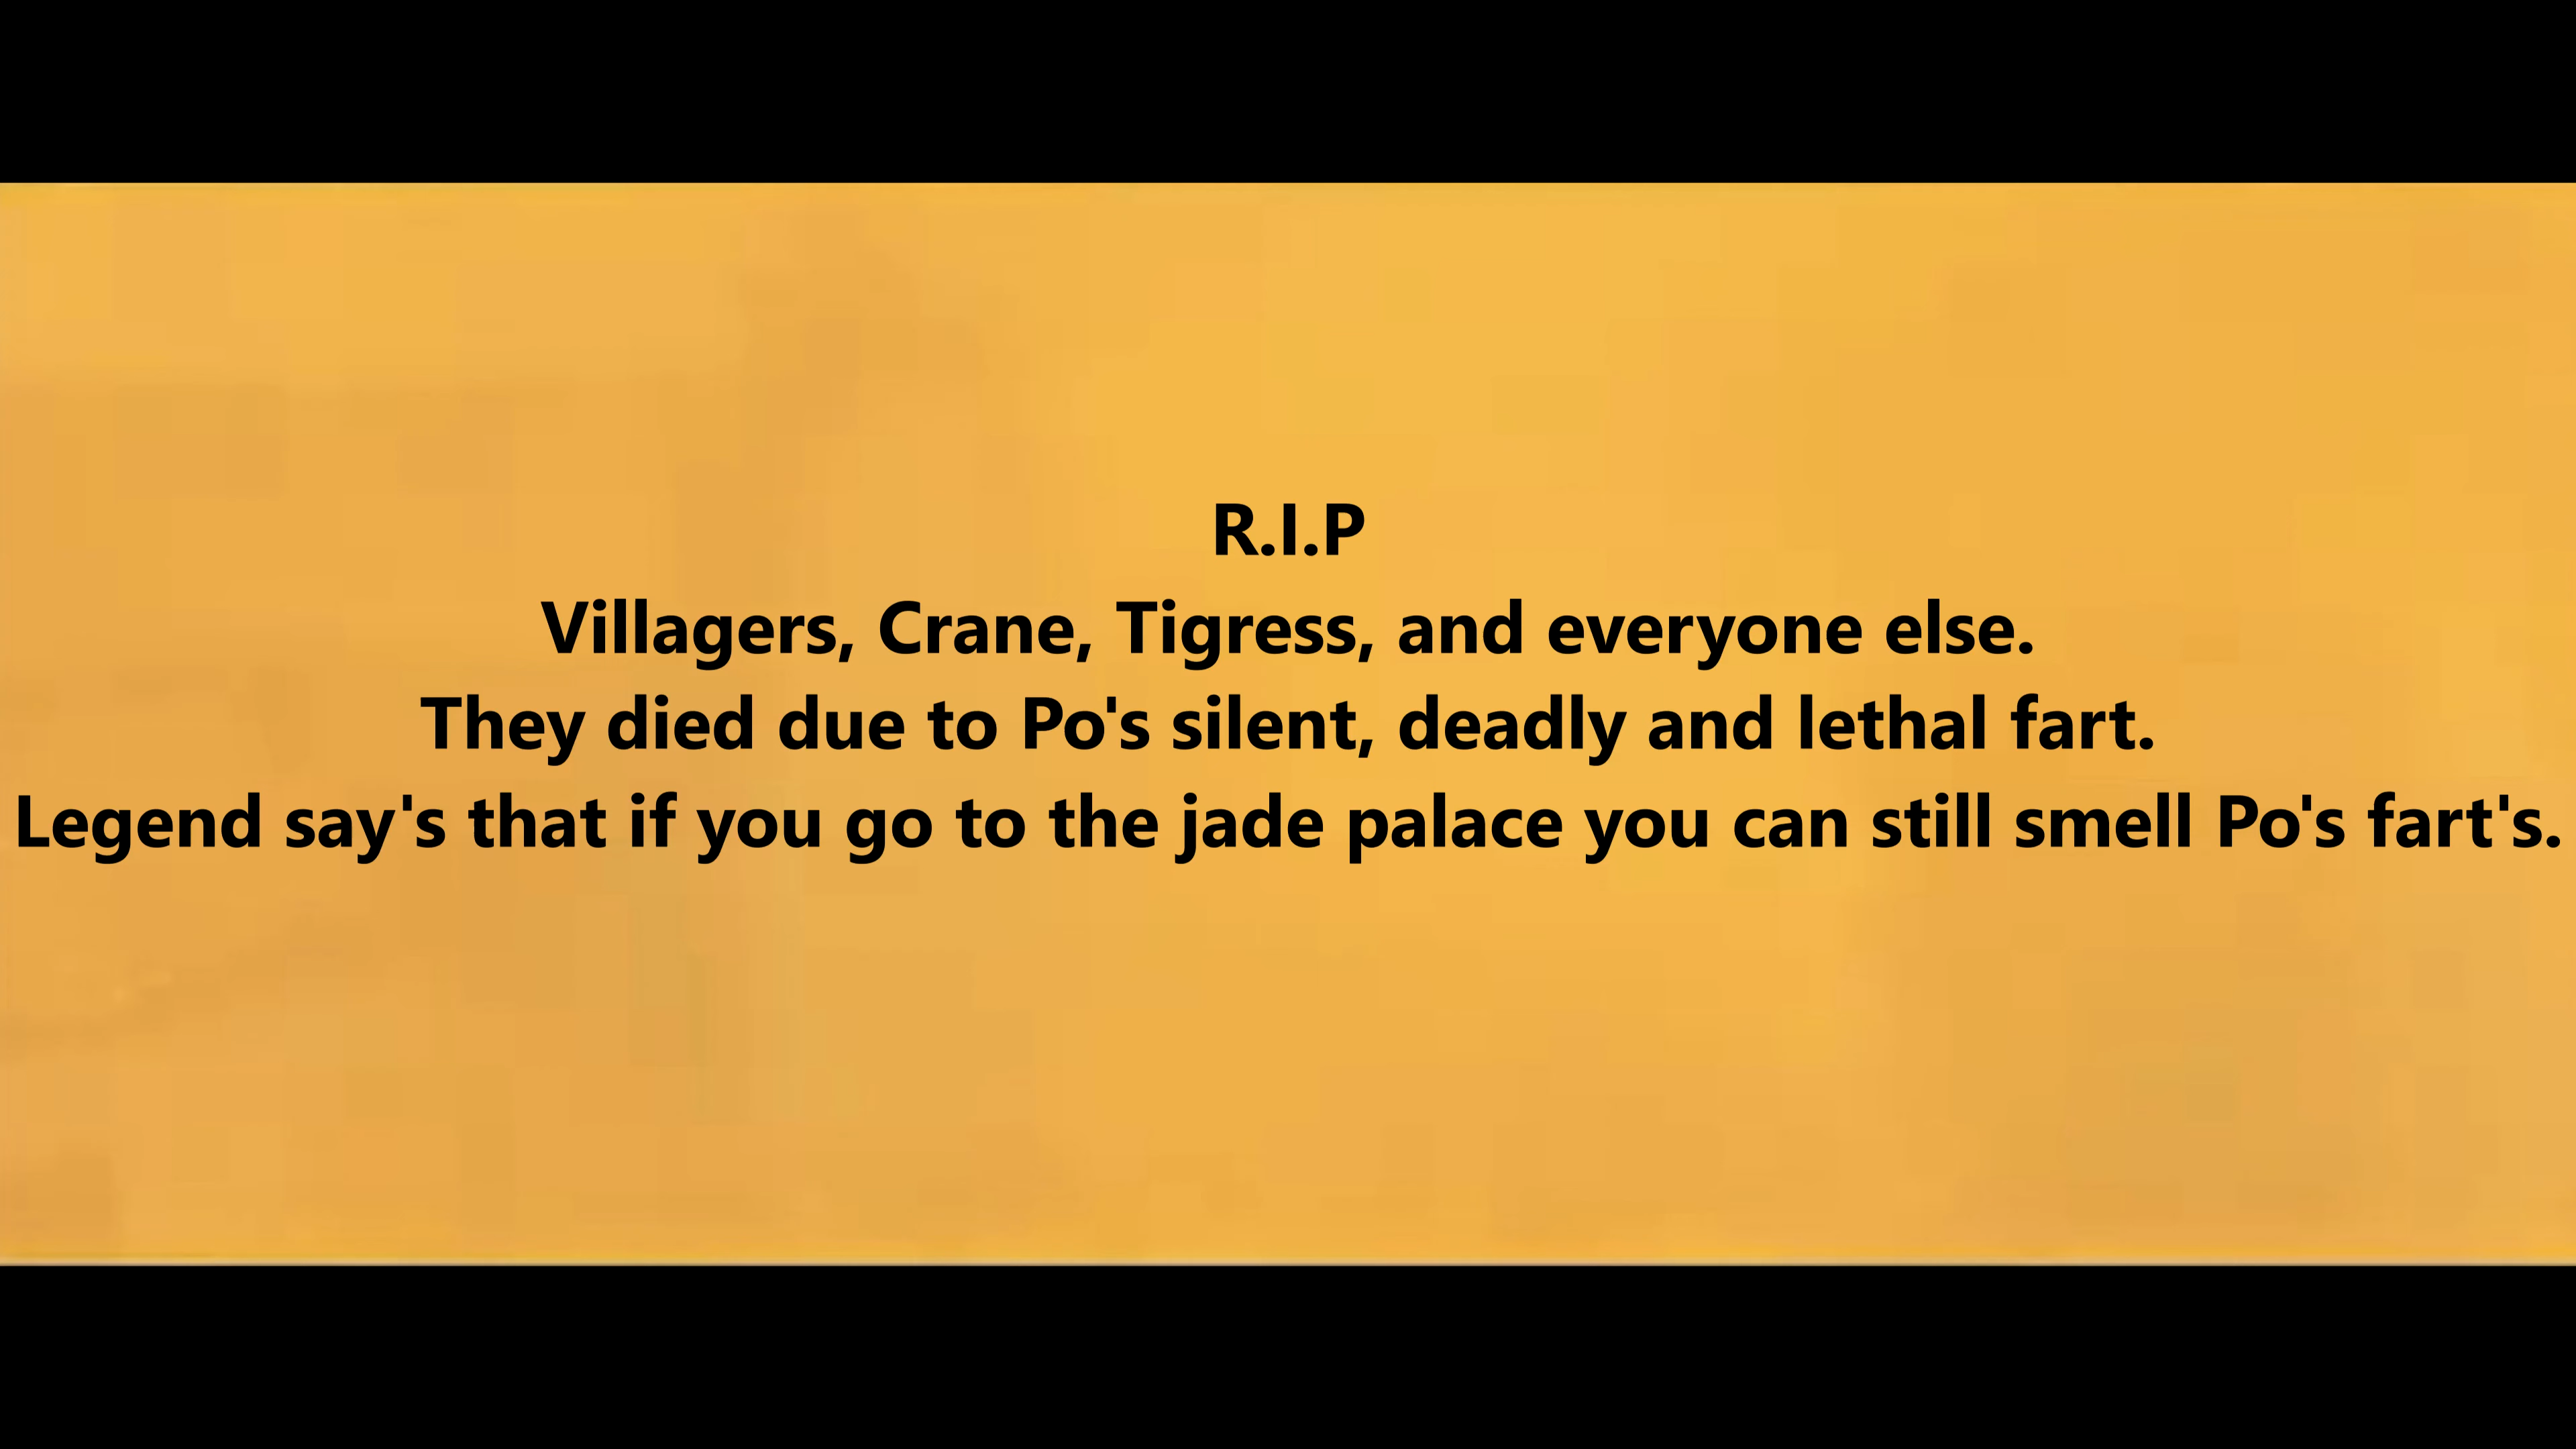 R.I.P
Villagers, Crane, Tigress, and everyone else.
They died due to Po's silent, deadly and lethal fart.
Legend say's that if you go to the jade palace you can still smell Po's fart's.